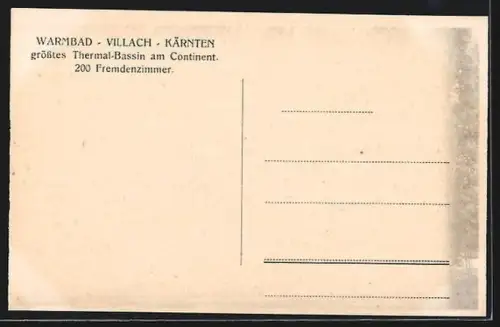 WARMBAD - VILLACH - KÄRNTEN
größtes Thermal-Bassin am Continent.
200 Fremdenzimmer.